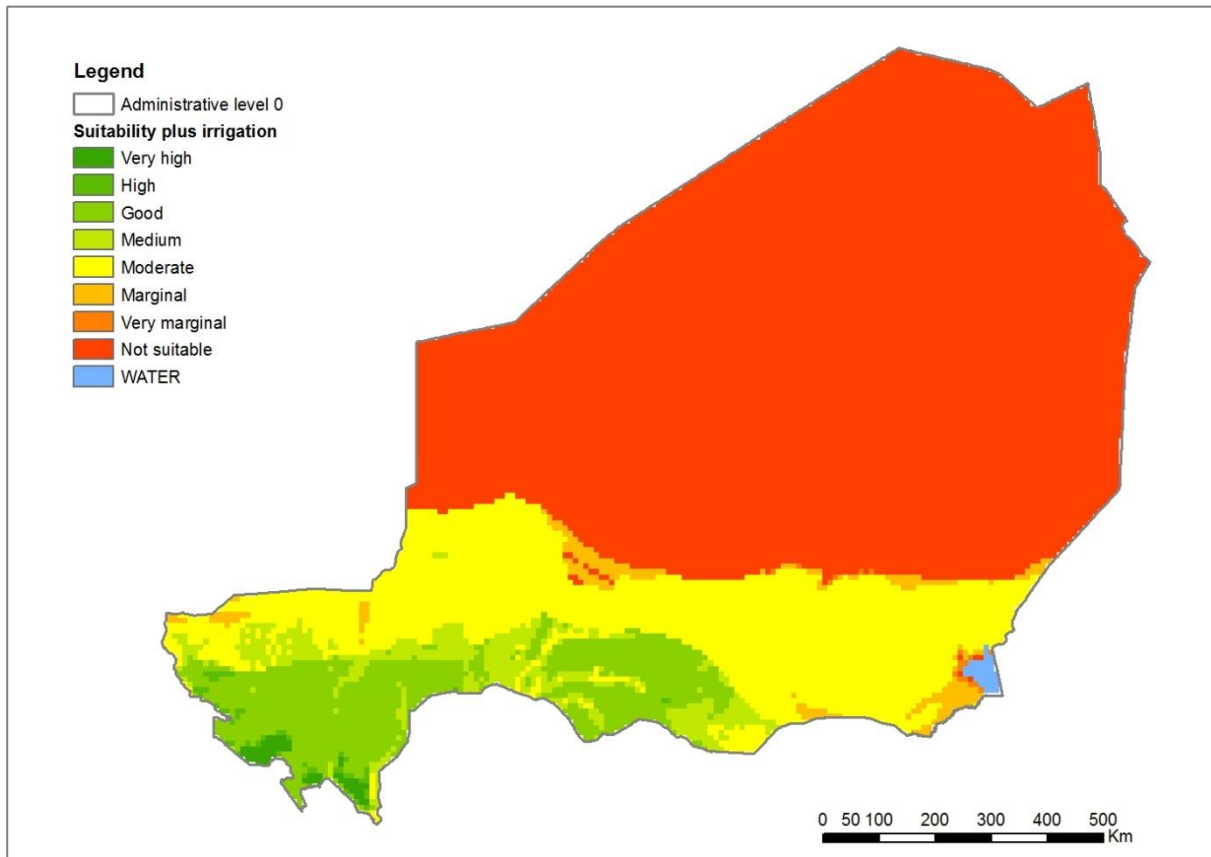 Legend
Administrative level 0
Suitability plus irrigation
Very high
High
Good
Medium
Moderate
Marginal
Very marginal
Not suitable
WATER
0 50 100 200 300 400 500
Km